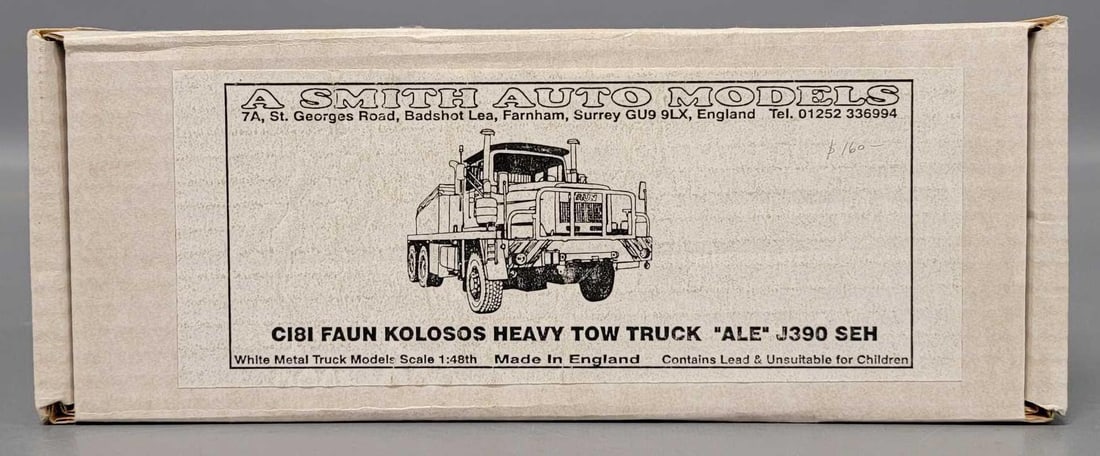 A SMITH AUTO MODELS
7A, St. Georges Road, Badshot Lea, Farnham, Surrey GU9 9LX, England Tel. 01252 336994
$160-
FAUN
C181 FAUN KOLOSOS HEAVY TOW TRUCK "ALE" J390 SEH
White Metal Truck Models Scale 1:48th Made In England Contains Lead & Unsuitable for Children